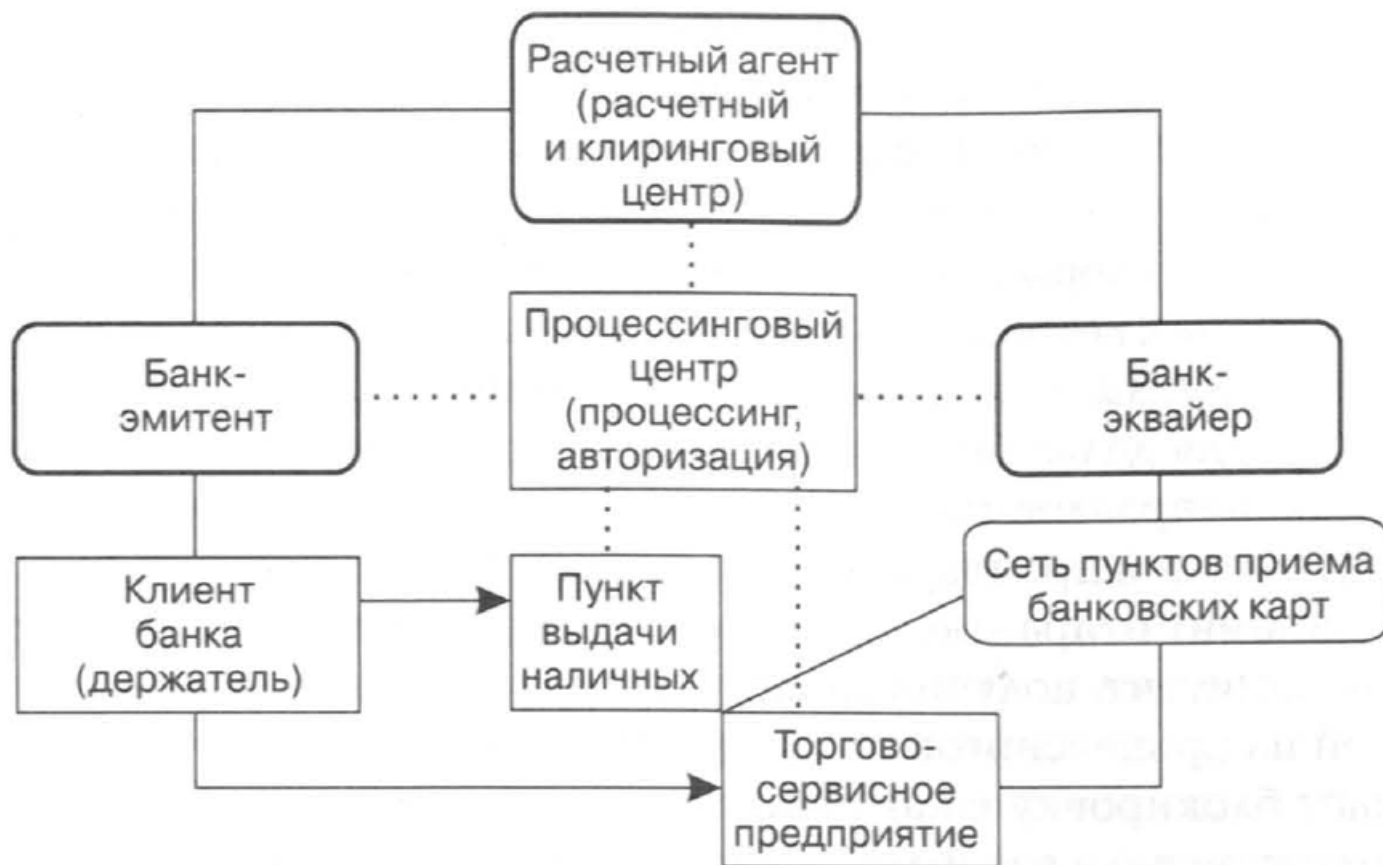 Расчетный агент
(расчетный
и клиринговый
центр)
Процессинговый
центр
(процессинг,
авторизация)
Банк-
эмитент
Банк-
эквайер
Клиент
банка
(держатель)
Пункт
выдачи
наличных
Сеть пунктов приема
банковских карт
Торгово-
сервисное
предприятие